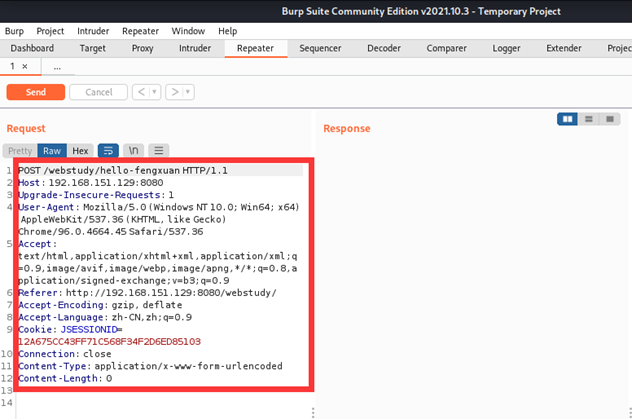 Burp Suite Community Edition v2021.10.3 - Temporary Project
Burp Project Intruder Repeater Window Help
Dashboard Target Proxy Intruder Repeater Sequencer Decoder Comparer Logger Extender Projec
1 × ...
Send Cancel < >
Request Response
Pretty Raw Hex \n
1 POST /webstudy/hello-fengxuan HTTP/1.1
2 Host: 192.168.151.129:8080
3 Upgrade-Insecure-Requests: 1
4 User-Agent: Mozilla/5.0 (Windows NT 10.0; Win64; x64)
AppleWebKit/537.36 (KHTML, like Gecko)
Chrome/96.0.4664.45 Safari/537.36
5 Accept:
text/html,application/xhtml+xml,application/xml;q
=0.9,image/avif,image/webp,image/apng,*/*;q=0.8,a
pplication/signed-exchange;v=b3;q=0.9
6 Referer: http://192.168.151.129:8080/webstudy/
7 Accept-Encoding: gzip, deflate
8 Accept-Language: zh-CN,zh;q=0.9
9 Cookie: JSESSIONID=
12A675CC43FF71C568F34F2D6ED85103
10 Connection: close
11 Content-Type: application/x-www-form-urlencoded
12 Content-Length: 0
13
14